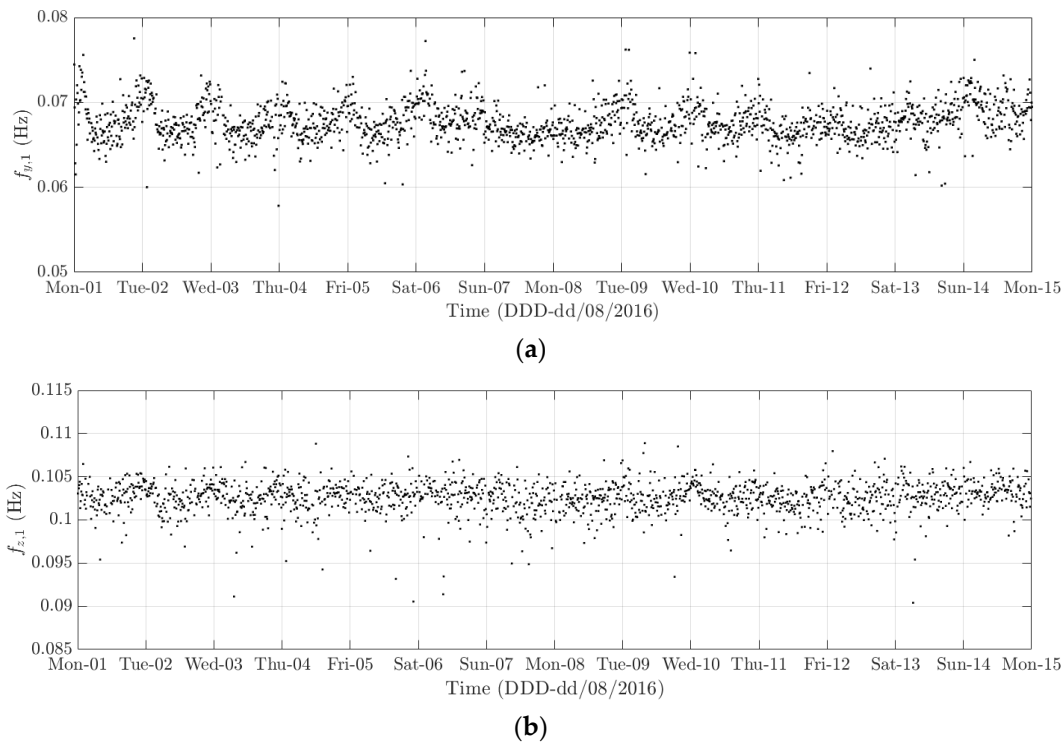 0.08
0.07
0.06
0.05
f_{y,1} (Hz)
Mon-01 Tue-02 Wed-03 Thu-04 Fri-05 Sat-06 Sun-07 Mon-08 Tue-09 Wed-10 Thu-11 Fri-12 Sat-13 Sun-14 Mon-15
Time (DDD-dd/08/2016)
(a)
0.115
0.11
0.105
0.1
0.095
0.09
0.085
f_{z,1} (Hz)
Mon-01 Tue-02 Wed-03 Thu-04 Fri-05 Sat-06 Sun-07 Mon-08 Tue-09 Wed-10 Thu-11 Fri-12 Sat-13 Sun-14 Mon-15
Time (DDD-dd/08/2016)
(b)